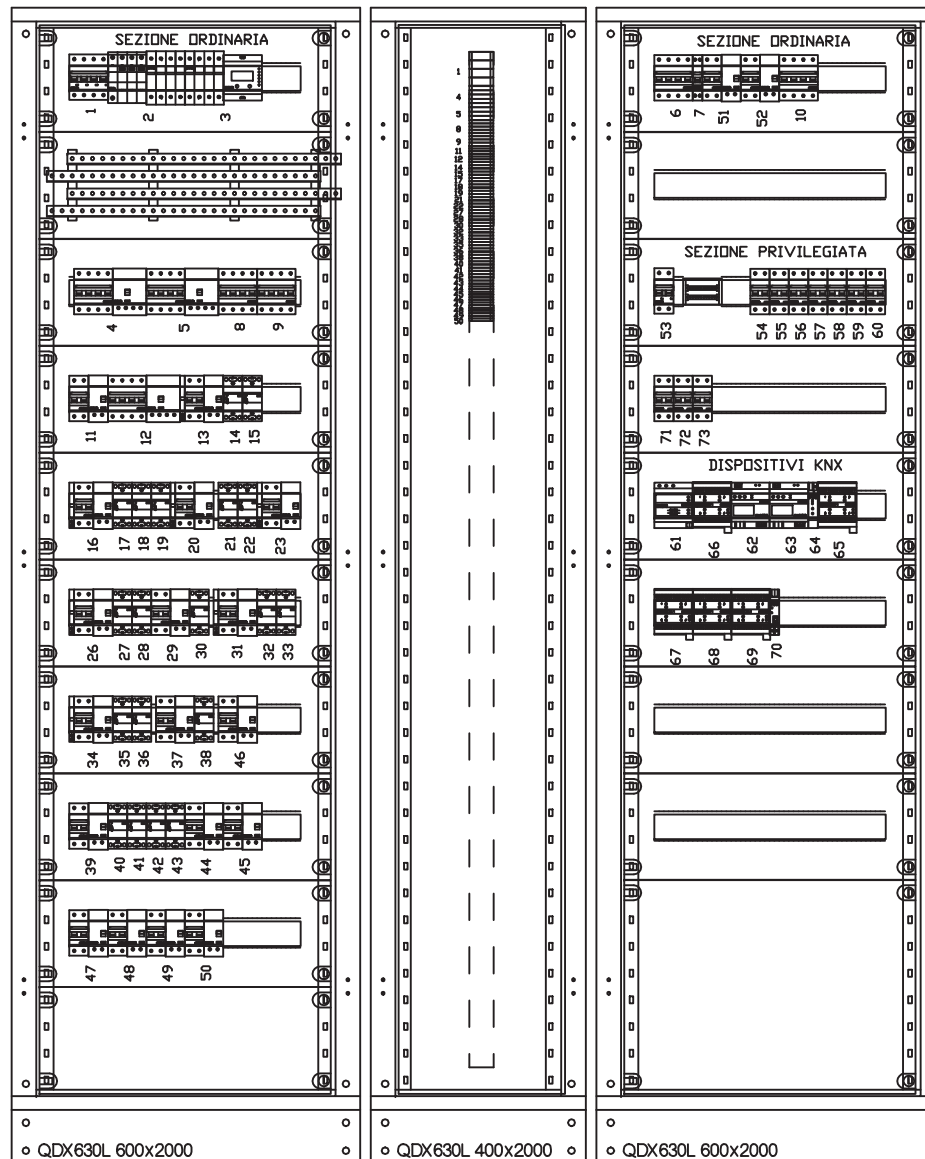 SEZIONE ORDINARIA
1 2 3
4 5 8 9
11 12 13 14 15
16 17 18 19 20 21 22 23
26 27 28 29 30 31 32 33
34 35 36 37 38 46
39 40 41 42 43 44 45
47 48 49 50
QDX630L 600x2000
1
4
5
8
9
11
12
14
QDX630L 400x2000
SEZIONE ORDINARIA
6 7 51 52 10
SEZIONE PRIVILEGIATA
53 54 55 56 57 58 59 60
71 72 73
DISPOSITIVI KNX
61 66 62 63 64 65
67 68 69 70
QDX630L 600x2000